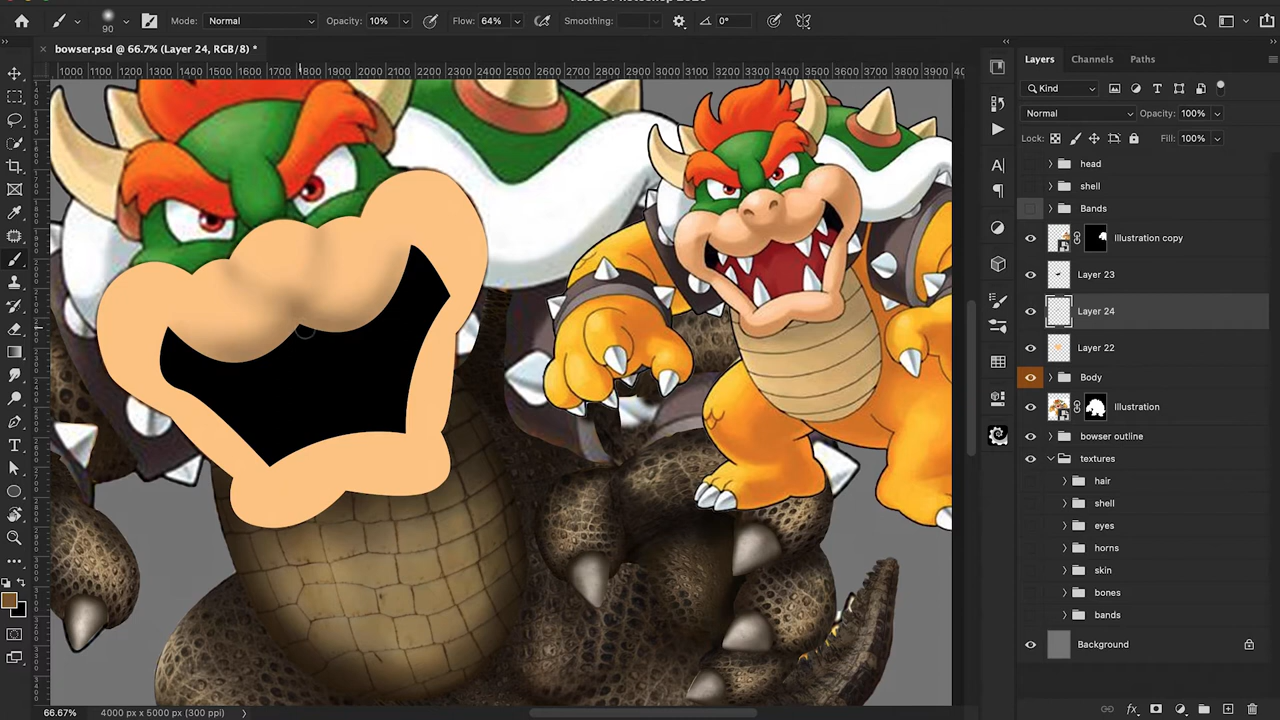 90
Mode: Normal
Opacity: 10%
Flow: 64%
Smoothing:
0°
bowser.psd @ 66.7% (Layer 24, RGB/8) *
1000 1100 1200 1300 1400 1500 1600 1700 1800 1900 2000 2100 2200 2300 2400 2500 2600 2700 2800 2900 3000 3100 3200 3300 3400 3500 3600 3700 3800 3900
Layers Channels Paths
Kind
Normal
Opacity: 100%
Lock:
Fill: 100%
head
shell
Bands
Illustration copy
Layer 23
Layer 24
Layer 22
Body
Illustration
bowser outline
textures
hair
shell
eyes
horns
skin
bones
bands
Background
66.67%
4000 px x 5000 px (300 ppi)